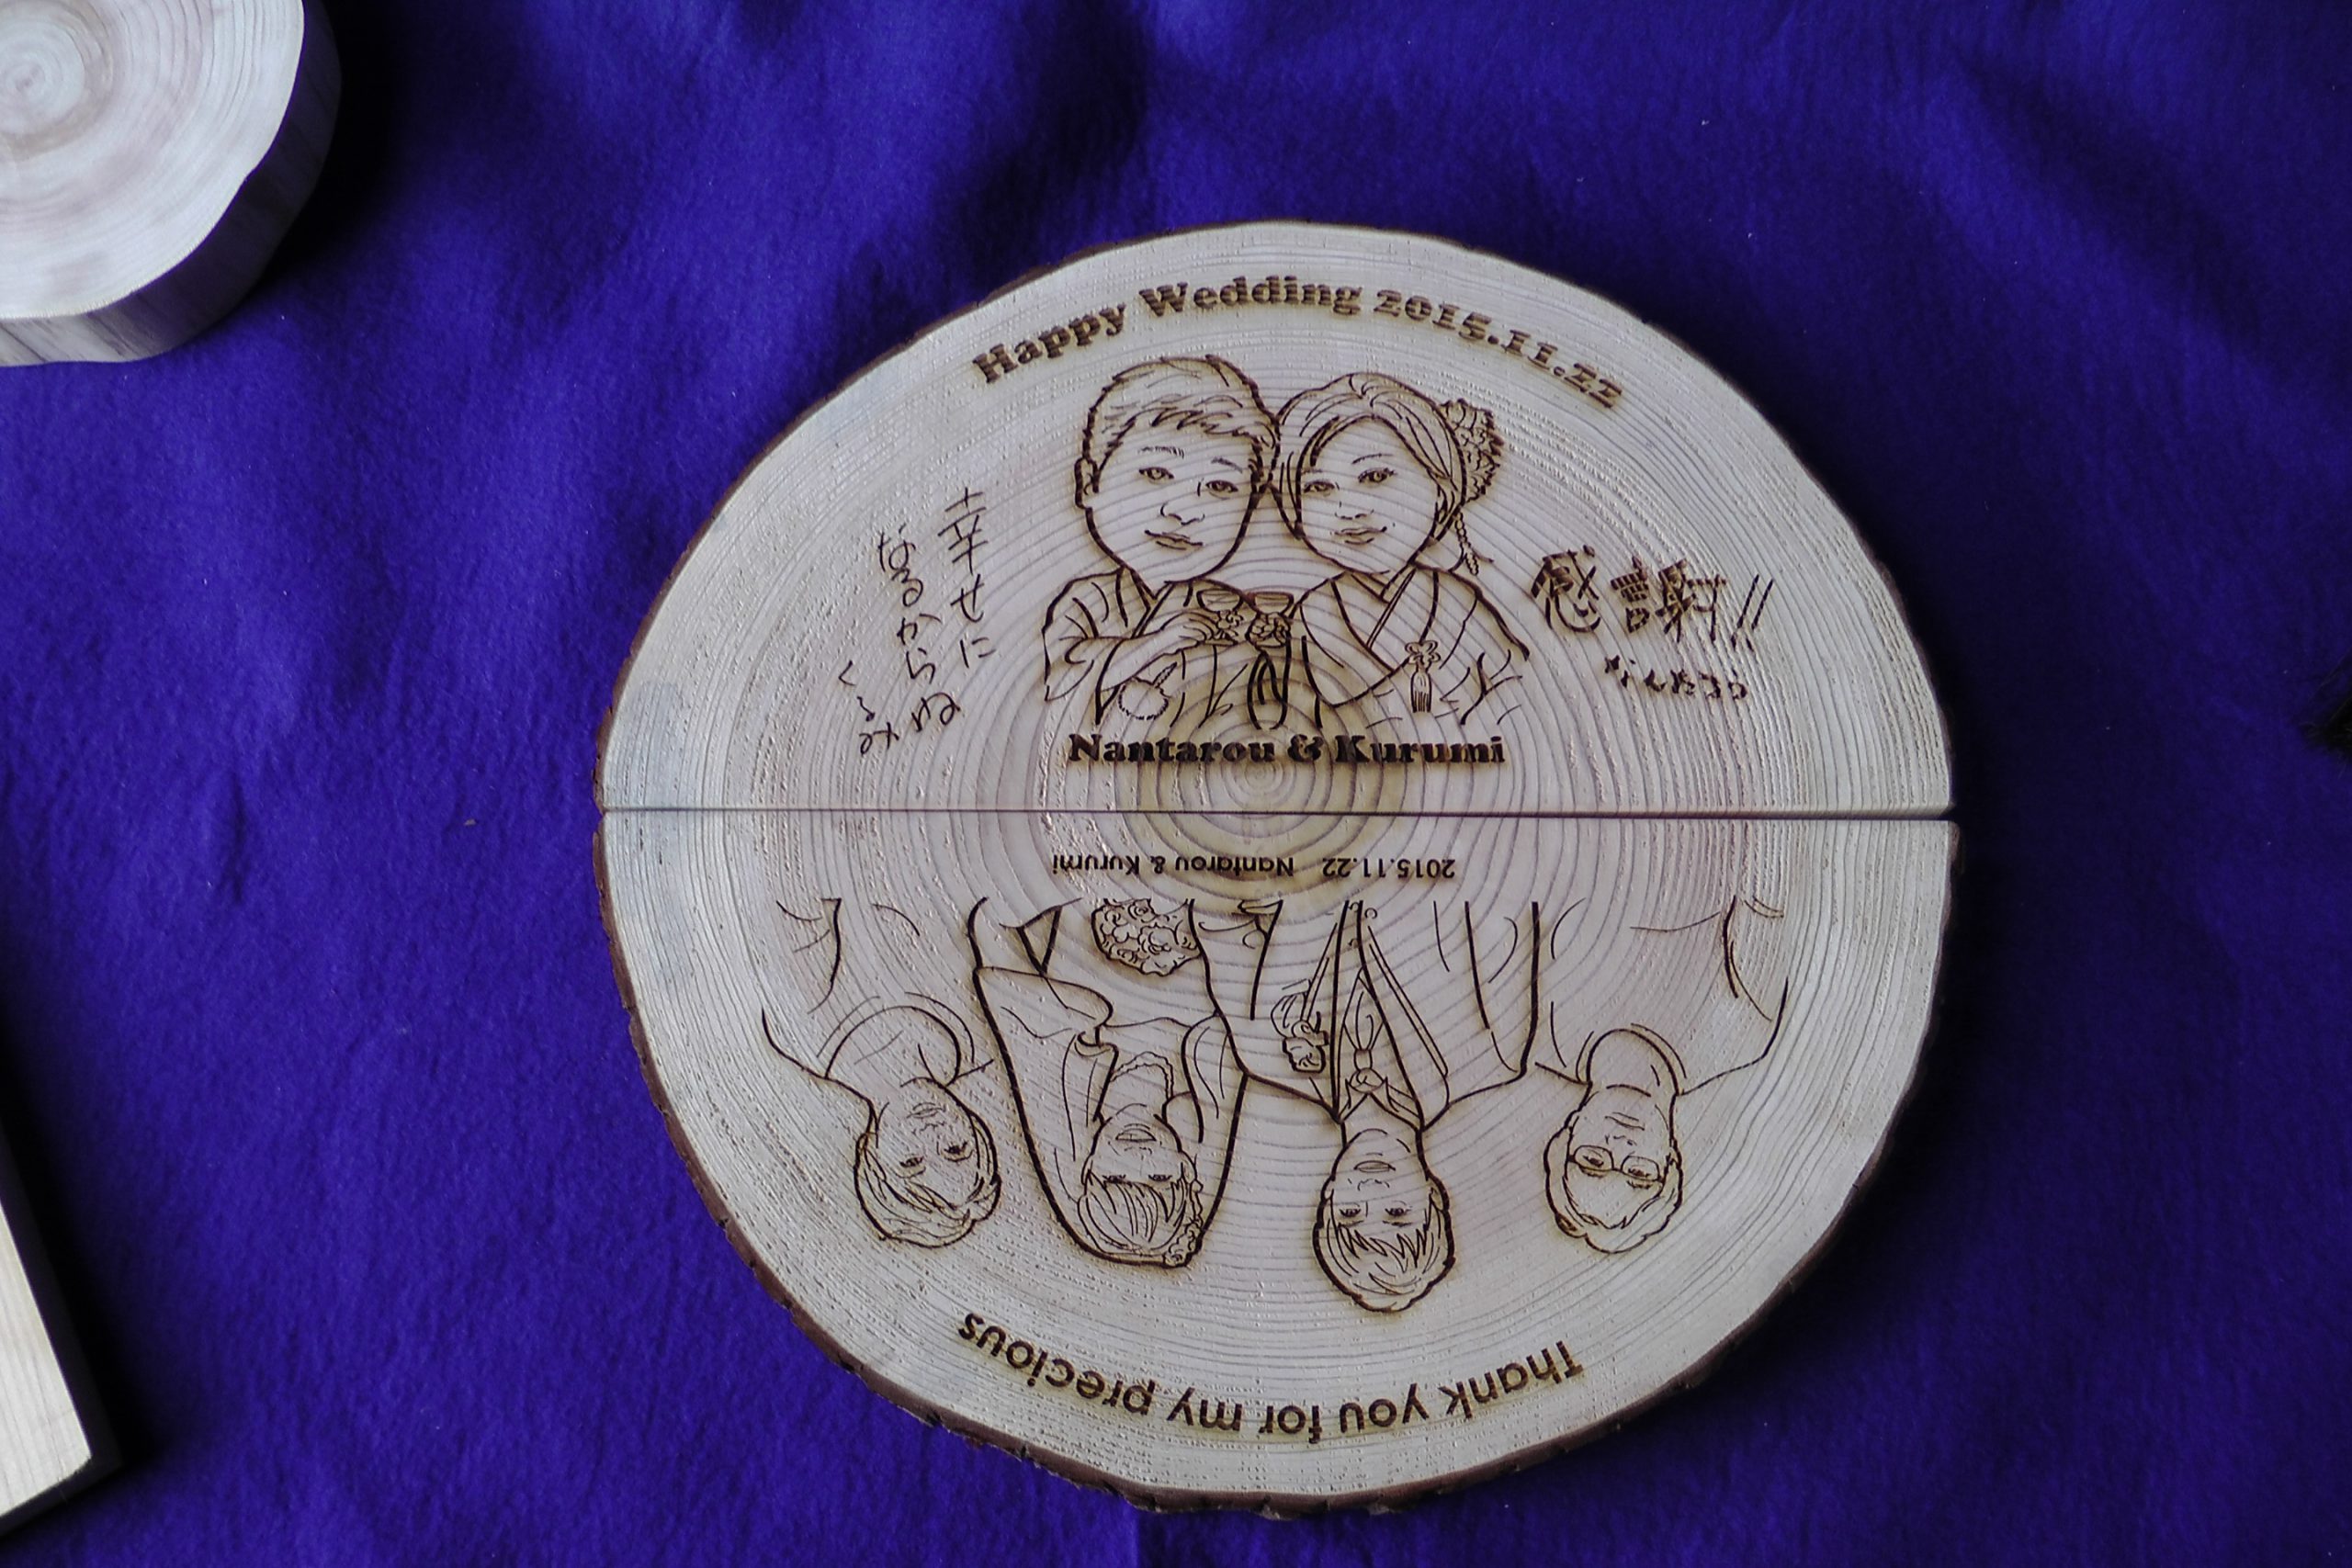 Happy Wedding 2015.11.22
幸せに
なるからね
くるみ
感謝!!
なんたろう
Nantarou & Kurumi
2015.11.22 Nantarou & Kurumi
Thank you for my precious